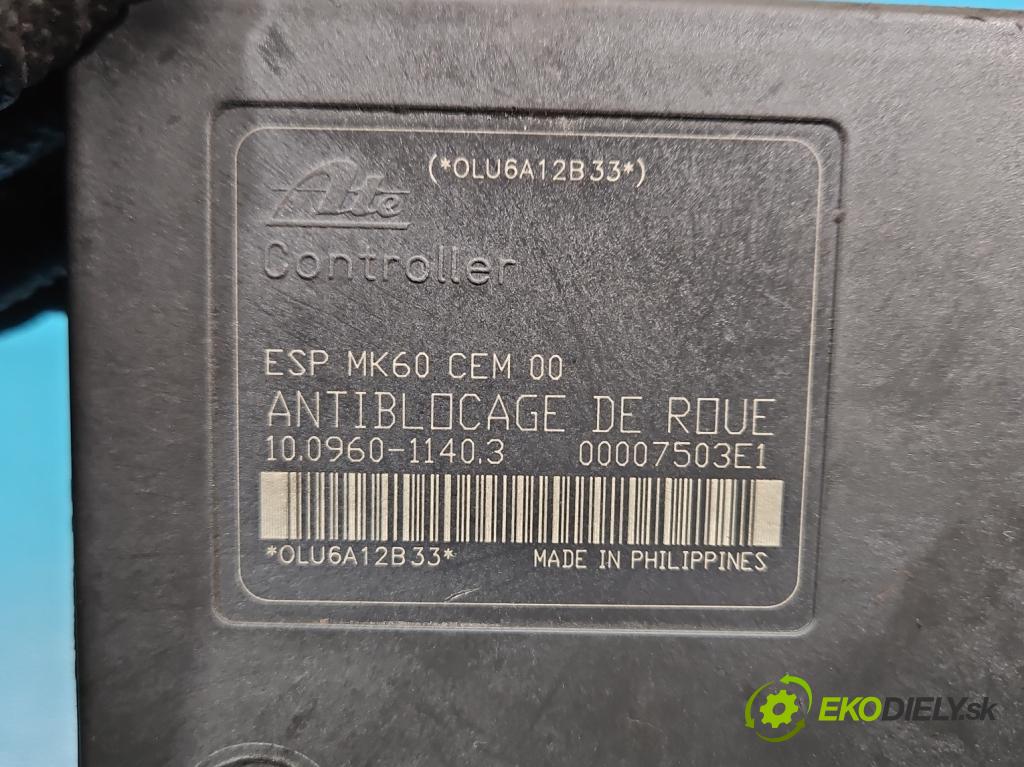 (*OLU6A12B33*)
Ate
Controller
ESP MK60 CEM 00
ANTIBLOCAGE DE ROUE
10.0960-1140.3 00007503E1
*OLU6A12B33* MADE IN PHILIPPINES
EKODIELY.sk